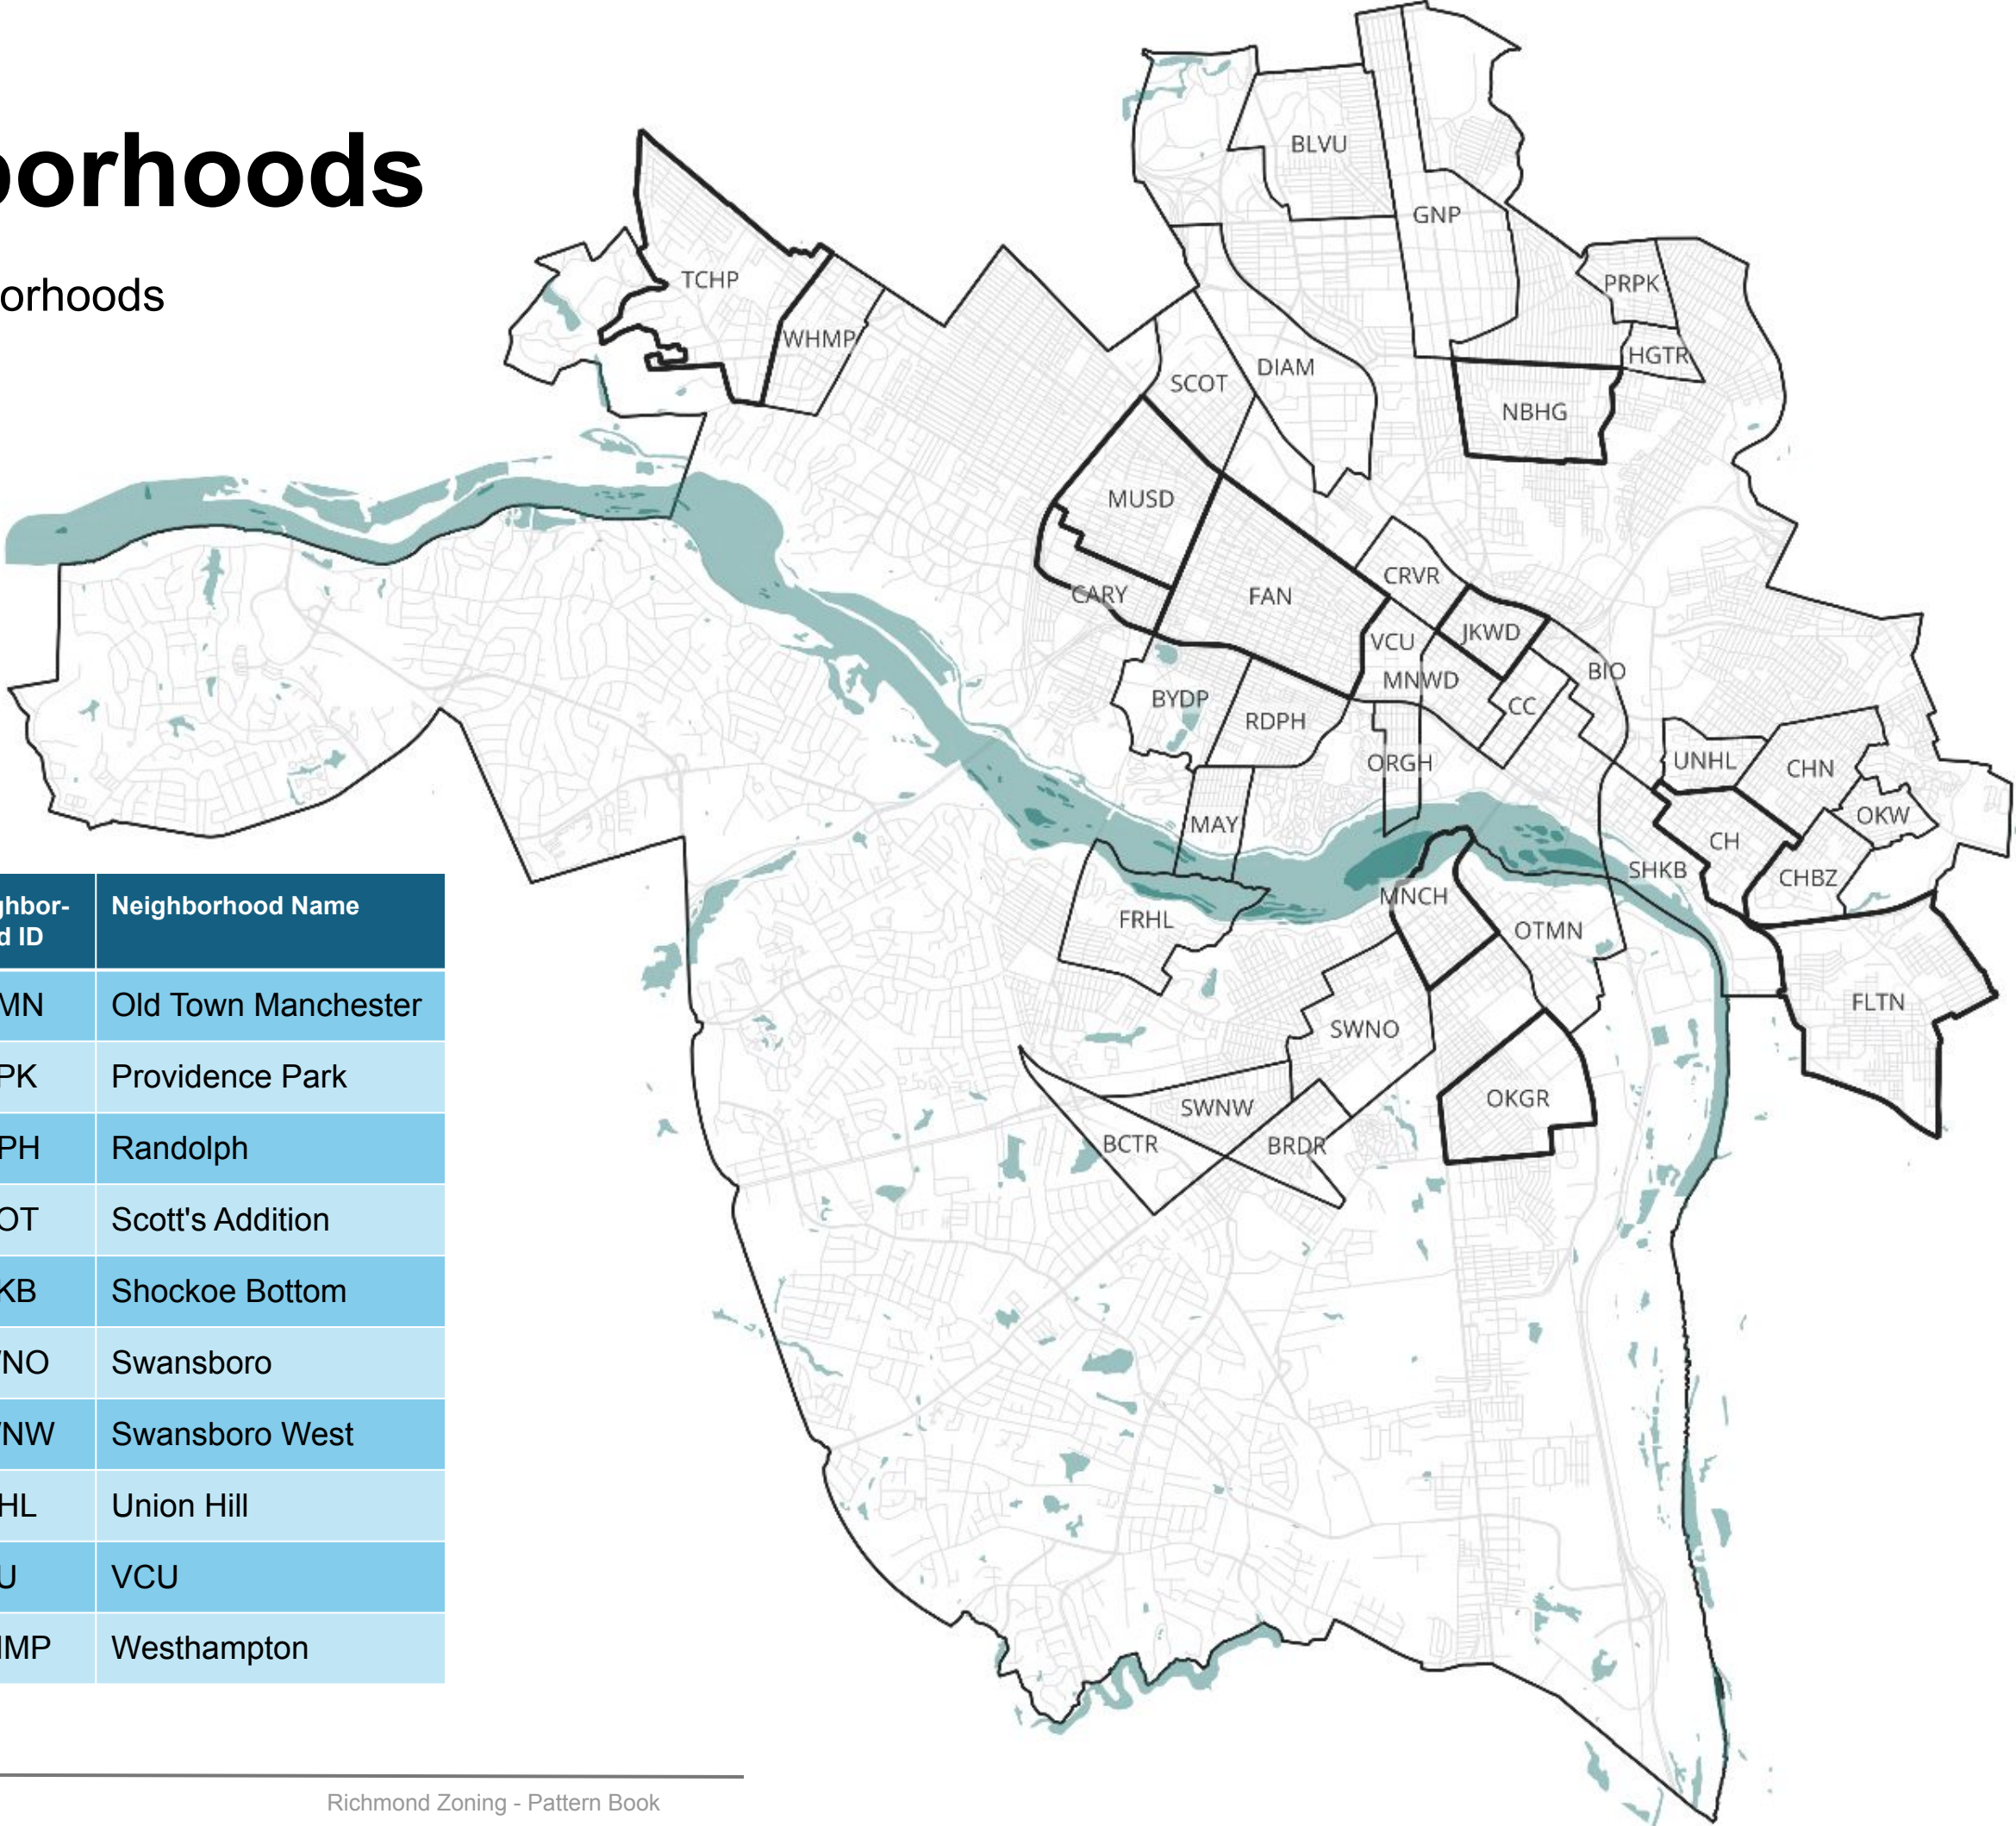 borhoods
orhoods
ghbor-
d ID
Neighborhood Name
MN
Old Town Manchester
PK
Providence Park
PH
Randolph
OT
Scott's Addition
KB
Shockoe Bottom
NO
Swansboro
NW
Swansboro West
HL
Union Hill
U
VCU
MP
Westhampton
Richmond Zoning - Pattern Book
BLVU
GNP
TCHP
PRPK
WHMP
HGTR
DIAM
SCOT
NBHG
MUSD
CRVR
CARY
FAN
JKWD
VCU
BIO
MNWD
BYDP
CC
RDPH
ORGH
UNHL
CHN
OKW
MAY
CH
SHKB
CHBZ
MNCH
FRHL
OTMN
FLTN
SWNO
OKGR
SWNW
BCTR
BRDR